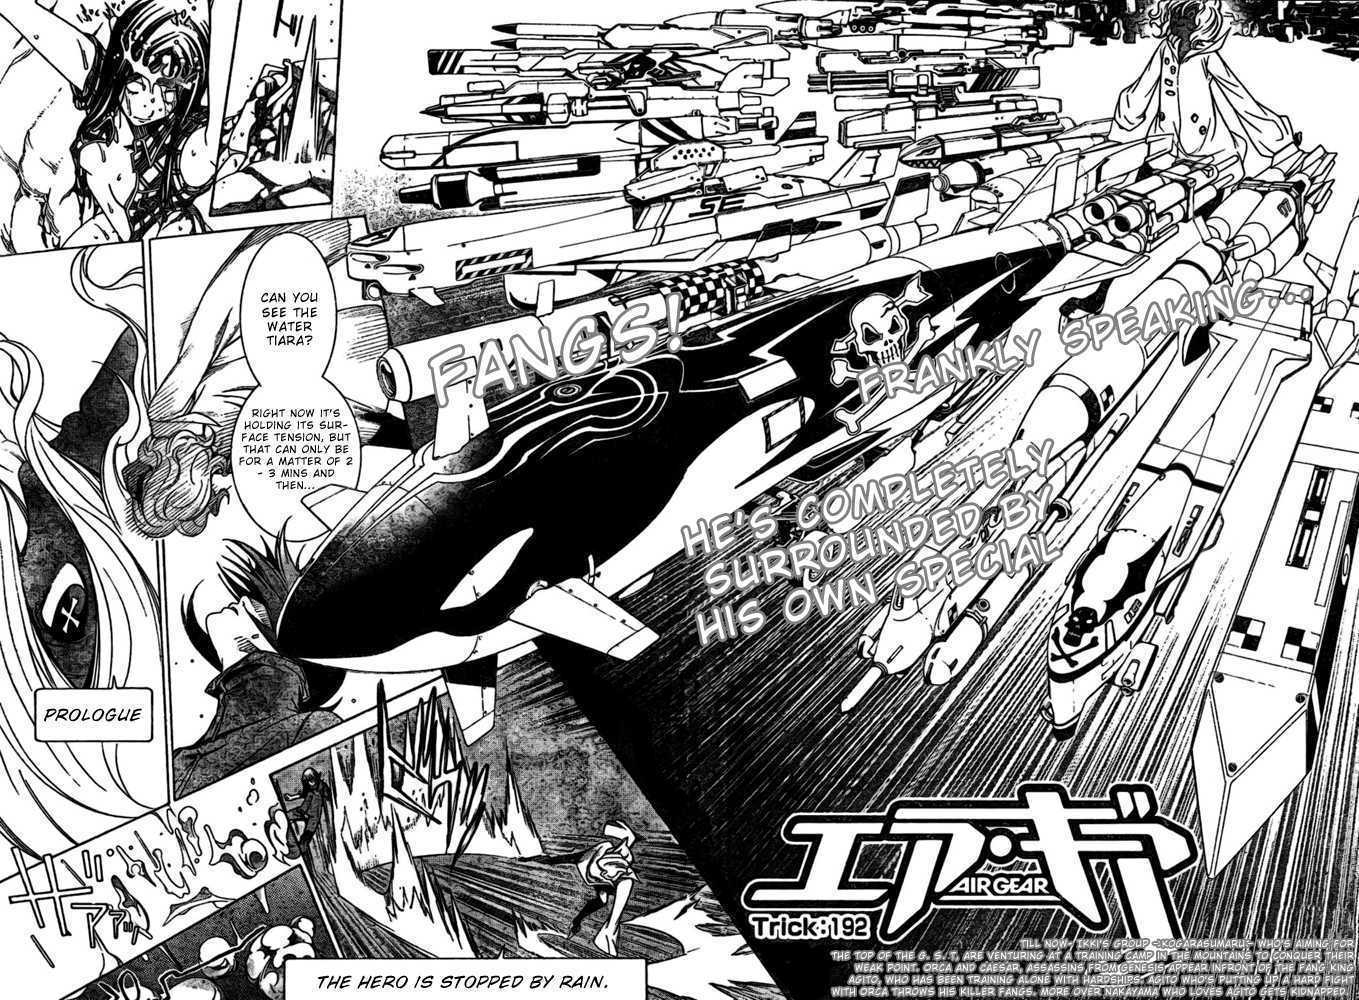 FRANKLY SPEAKING...
HE'S COMPLETELY
SURROUNDED BY
HIS OWN SPECIAL
FANGS!
CAN YOU
SEE THE
WATER
TIARA?
RIGHT NOW IT'S
HOLDING ITS SUR-
FACE TENSION, BUT
THAT CAN ONLY BE
FOR A MATTER OF 2
- 3 MINS AND
THEN...
PROLOGUE
THE HERO IS STOPPED BY RAIN.
エア・ギア
AIR GEAR
Trick:192
TILL NOW- IKKI'S GROUP -:KOGARASUMARU:- WHO'S AIMING FOR
THE TOP OF THE G. S. T, ARE VENTURING AT A TRAINING CAMP IN THE MOUNTAINS TO CONQUER THEIR
WEAK POINT. ORCA AND CAESAR, ASSASSINS FROM GENESIS APPEAR INFRONT OF THE FANG KING
AGITO, WHO HAS BEEN TRAINING ALONE WITH HARDSHIPS. AGITO WHO'S PUTTING UP A HARD FIGHT
WITH ORCA THROWS HIS KILLER FANGS. MORE OVER NAKAYAMA WHO LOVES AGITO GETS KIDNAPPED.
SE
17